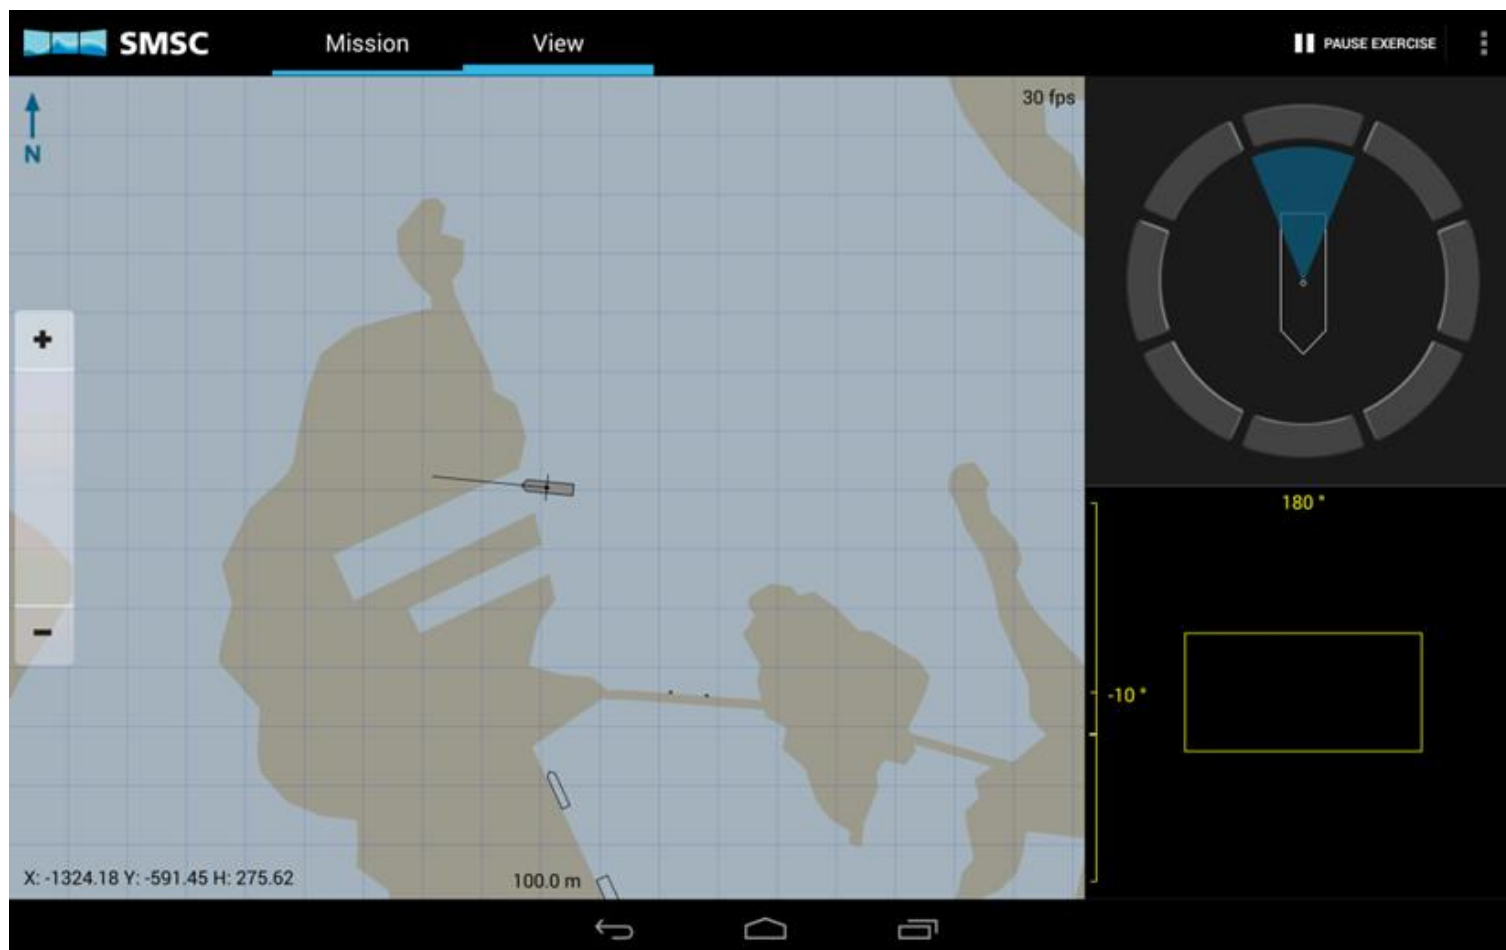 SMSC
Mission
View
PAUSE EXERCISE
30 fps
N
+
-
180 °
-10 °
X: -1324.18 Y: -591.45 H: 275.62
100.0 m